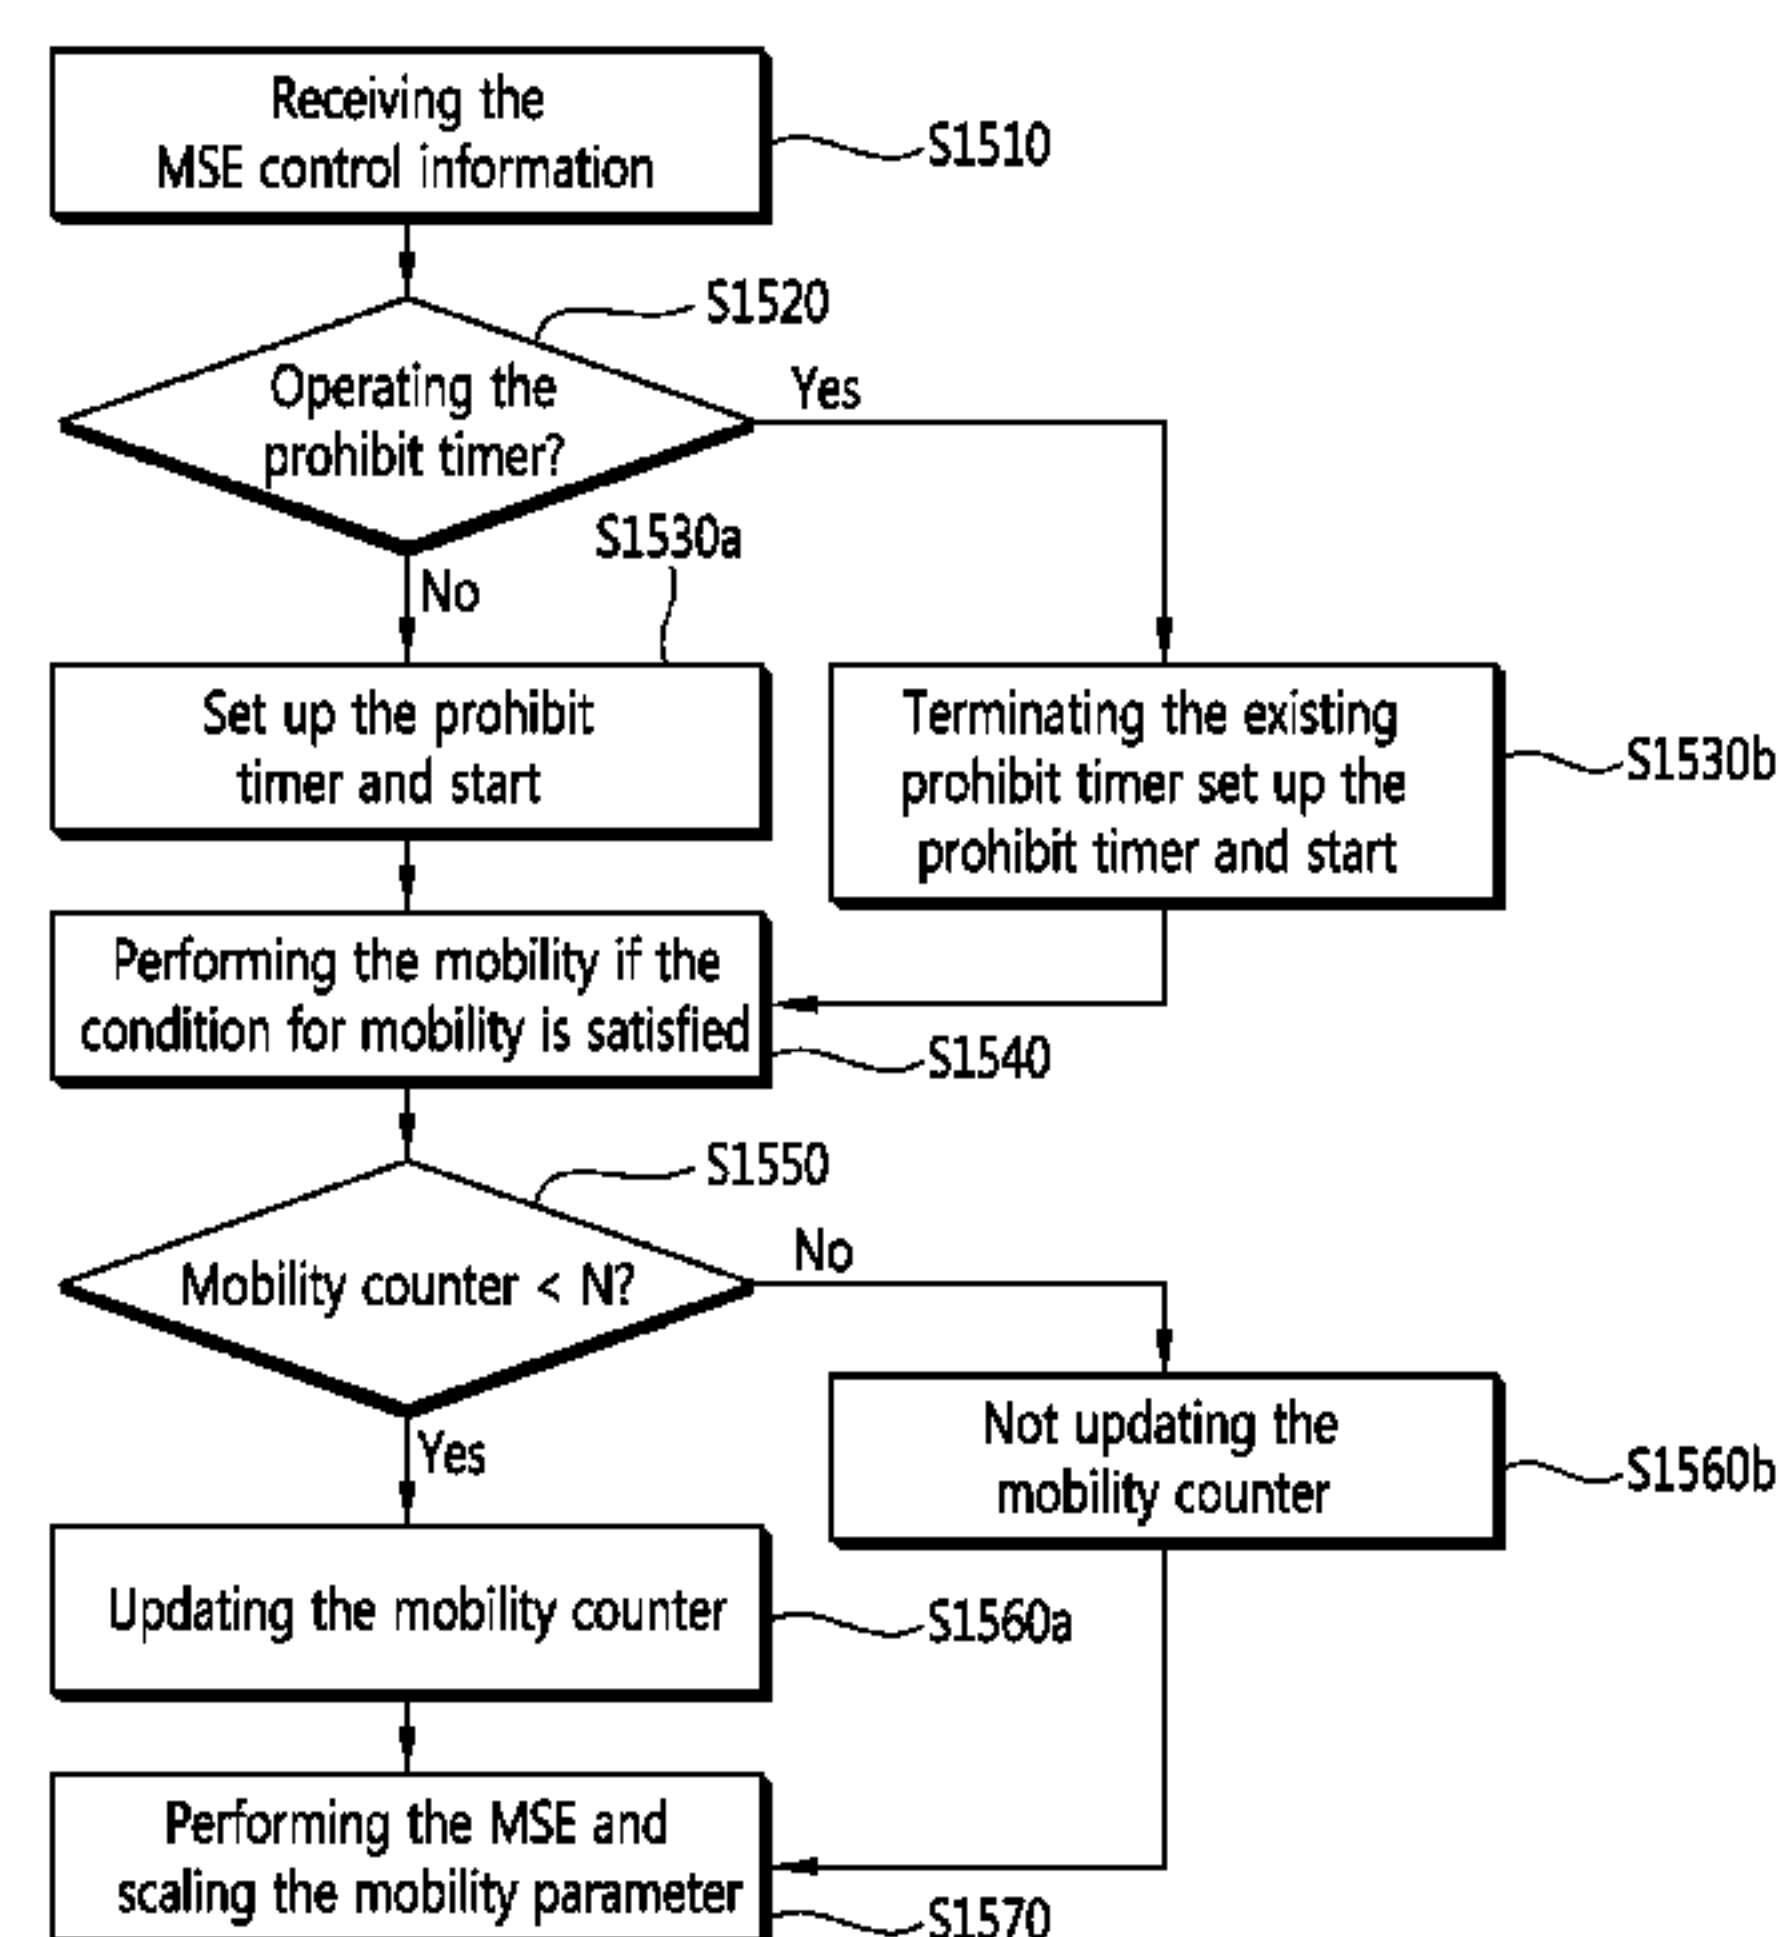 Receiving the
MSE control information
S1510
S1520
Operating the
prohibit timer?
Yes
No
S1530a
Set up the prohibit
timer and start
Terminating the existing
prohibit timer set up the
prohibit timer and start
S1530b
Performing the mobility if the
condition for mobility is satisfied
S1540
S1550
Mobility counter < N?
No
Yes
Not updating the
mobility counter
S1560b
Updating the mobility counter
S1560a
Performing the MSE and
scaling the mobility parameter
S1570